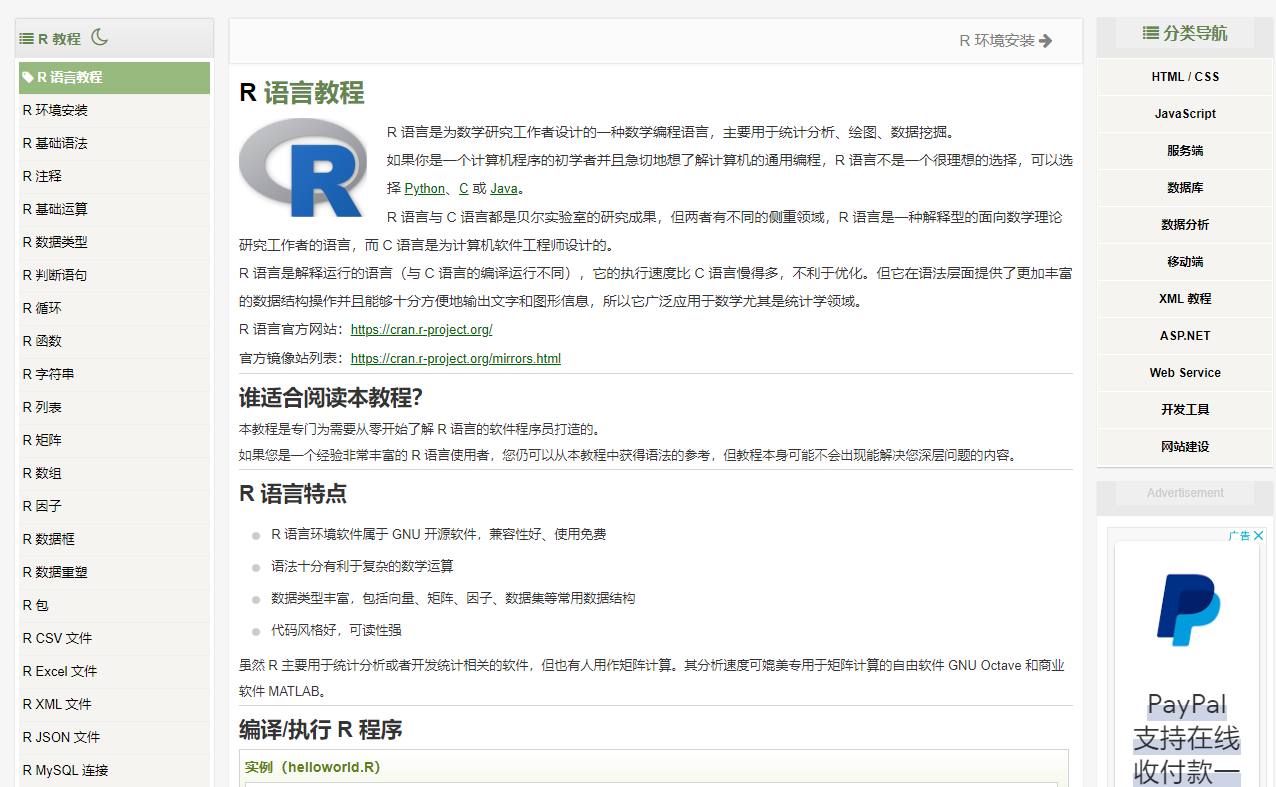 R 教程
R 语言教程
R 环境安装
R 基础语法
R 注释
R 基础运算
R 数据类型
R 判断语句
R 循环
R 函数
R 字符串
R 列表
R 矩阵
R 数组
R 因子
R 数据框
R 数据重塑
R 包
R CSV 文件
R Excel 文件
R XML 文件
R JSON 文件
R MySQL 连接
R 环境安装
R 语言教程
R
R 语言是为数学研究工作者设计的一种数学编程语言，主要用于统计分析、绘图、数据挖掘。
如果你是一个计算机程序的初学者并且急切地想了解计算机的通用编程，R 语言不是一个很理想的选择，可以选
择 Python、C 或 Java。
R 语言与 C 语言都是贝尔实验室的研究成果，但两者有不同的侧重领域，R 语言是一种解释型的面向数学理论
研究工作者的语言，而 C 语言是为计算机软件工程师设计的。
R 语言是解释运行的语言（与 C 语言的编译运行不同），它的执行速度比 C 语言慢得多，不利于优化。但它在语法层面提供了更加丰富
的数据结构操作并且能够十分方便地输出文字和图形信息，所以它广泛应用于数学尤其是统计学领域。
R 语言官方网站：https://cran.r-project.org/
官方镜像站列表：https://cran.r-project.org/mirrors.html
谁适合阅读本教程？
本教程是专门为需要从零开始了解 R 语言的软件程序员打造的。
如果您是一个经验非常丰富的 R 语言使用者，您仍可以从本教程中获得语法的参考，但教程本身可能不会出现能解决您深层问题的内容。
R 语言特点
R 语言环境软件属于 GNU 开源软件，兼容性好、使用免费
语法十分有利于复杂的数学运算
数据类型丰富，包括向量、矩阵、因子、数据集等常用数据结构
代码风格好，可读性强
虽然 R 主要用于统计分析或者开发统计相关的软件，但也有人用作矩阵计算。其分析速度可媲美专用于矩阵计算的自由软件 GNU Octave 和商业
软件 MATLAB。
编译/执行 R 程序
实例（helloworld.R）
分类导航
HTML / CSS
JavaScript
服务端
数据库
数据分析
移动端
XML 教程
ASP.NET
Web Service
开发工具
网站建设
Advertisement
广告
PayPal
支持在线
收付款一